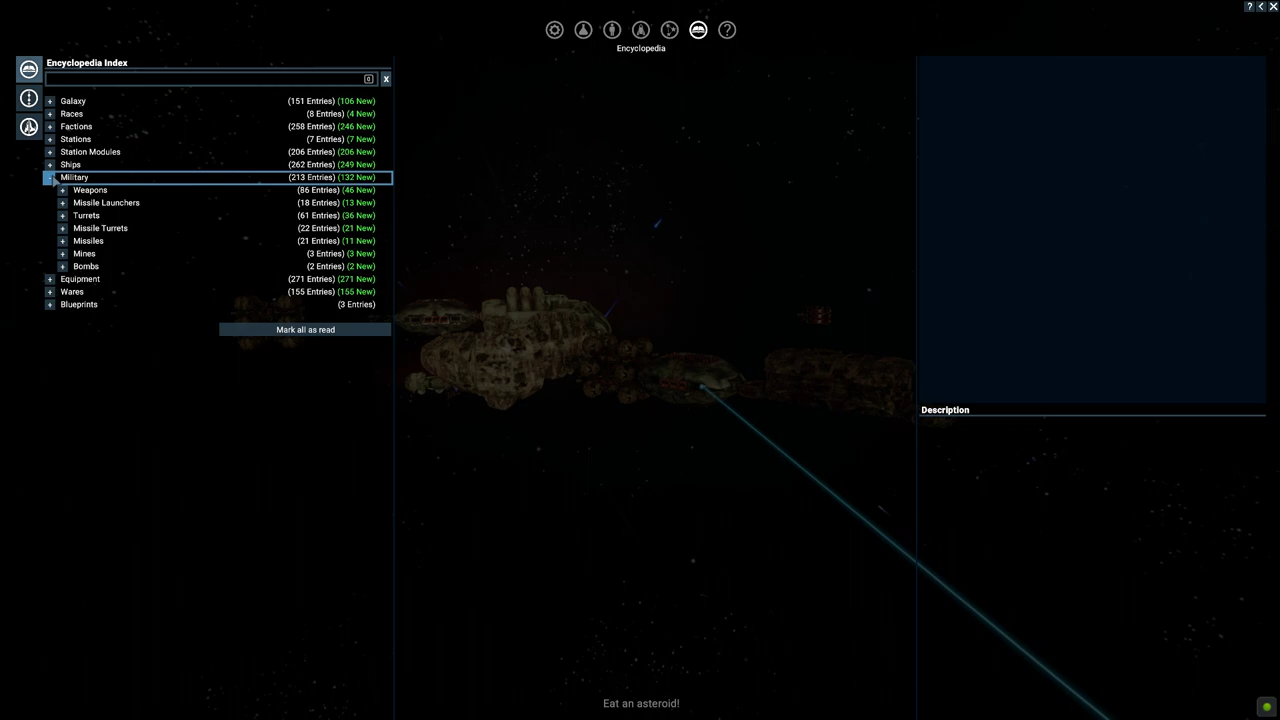 ? < X
Encyclopedia
Encyclopedia Index
0 x
+ Galaxy (151 Entries) (106 New)
+ Races (8 Entries) (4 New)
+ Factions (258 Entries) (246 New)
+ Stations (7 Entries) (7 New)
+ Station Modules (206 Entries) (206 New)
+ Ships (262 Entries) (249 New)
- Military (213 Entries) (132 New)
+ Weapons (86 Entries) (46 New)
+ Missile Launchers (18 Entries) (13 New)
+ Turrets (61 Entries) (36 New)
+ Missile Turrets (22 Entries) (21 New)
+ Missiles (21 Entries) (11 New)
+ Mines (3 Entries) (3 New)
+ Bombs (2 Entries) (2 New)
+ Equipment (271 Entries) (271 New)
+ Wares (155 Entries) (155 New)
+ Blueprints (3 Entries)
Mark all as read
Description
Eat an asteroid!